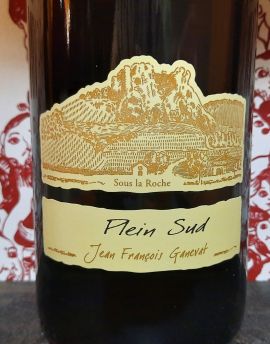 Sous la Roche
Plein Sud
Jean François Ganevat